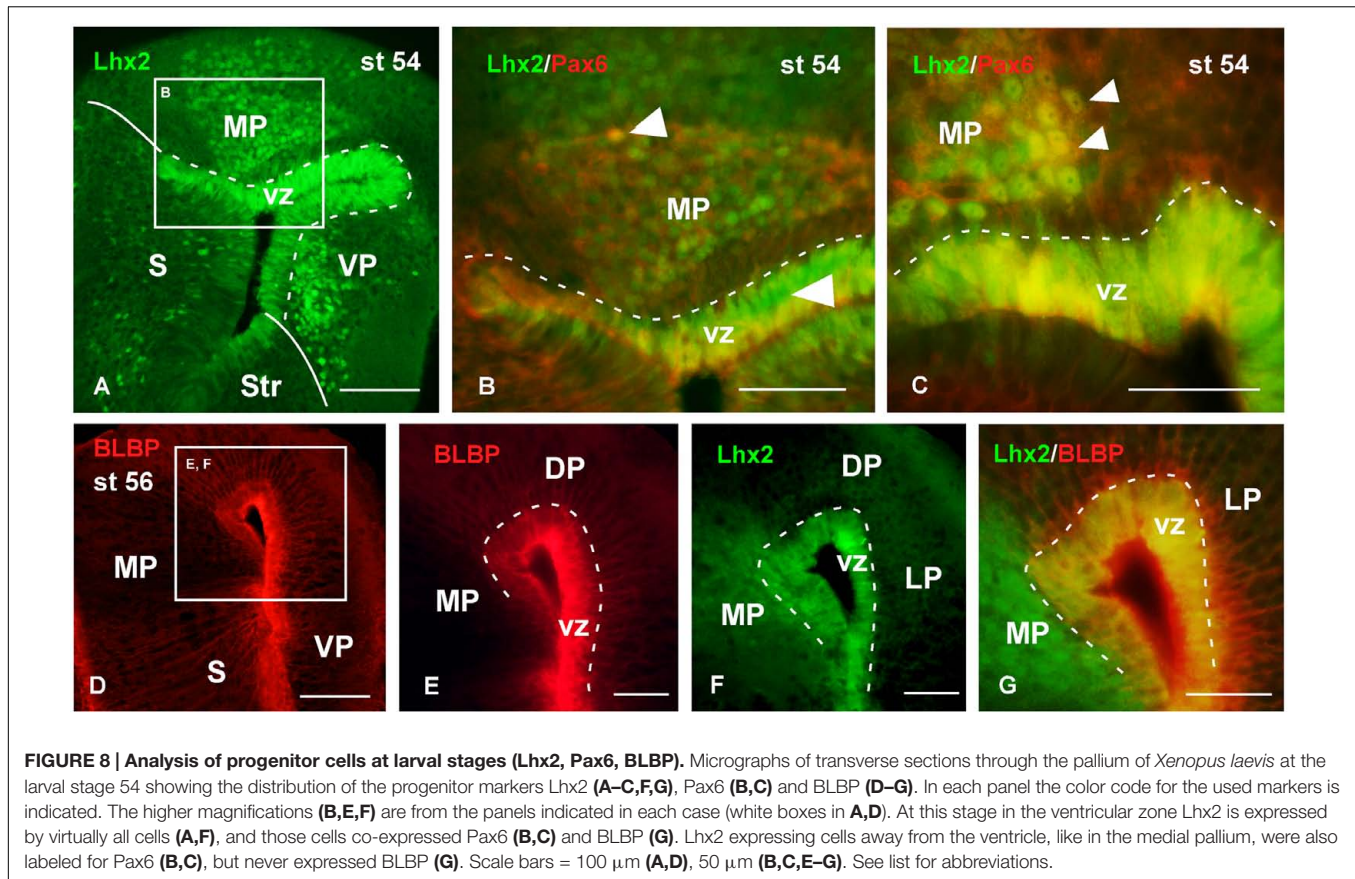 Lhx2
st 54
B
MP
vz
S
VP
Str
A
Lhx2/Pax6
st 54
MP
vz
B
Lhx2/Pax6
st 54
MP
vz
C
BLBP
st 56
E, F
MP
S
VP
D
BLBP
DP
MP
vz
E
Lhx2
DP
vz
LP
MP
F
Lhx2/BLBP
LP
vz
MP
G
FIGURE 8 | Analysis of progenitor cells at larval stages (Lhx2, Pax6, BLBP). Micrographs of transverse sections through the pallium of Xenopus laevis at the
larval stage 54 showing the distribution of the progenitor markers Lhx2 (A–C,F,G), Pax6 (B,C) and BLBP (D–G). In each panel the color code for the used markers is
indicated. The higher magnifications (B,E,F) are from the panels indicated in each case (white boxes in A,D). At this stage in the ventricular zone Lhx2 is expressed
by virtually all cells (A,F), and those cells co-expressed Pax6 (B,C) and BLBP (G). Lhx2 expressing cells away from the ventricle, like in the medial pallium, were also
labeled for Pax6 (B,C), but never expressed BLBP (G). Scale bars = 100 μm (A,D), 50 μm (B,C,E–G). See list for abbreviations.